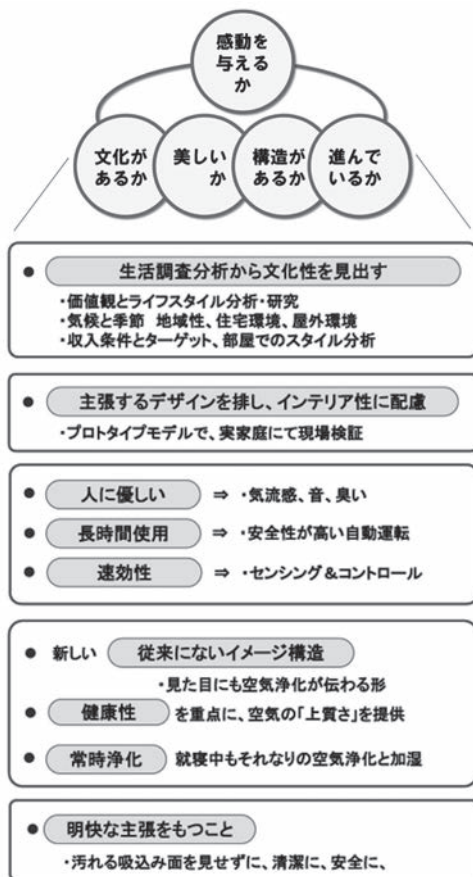 感動を
与える
か
文化が
あるか
美しい
か
構造が
あるか
進んで
いるか
● 生活調査分析から文化性を見出す
・価値観とライフスタイル分析・研究
・気候と季節 地域性、住宅環境、屋外環境
・収入条件とターゲット、部屋でのスタイル分析
● 主張するデザインを排し、インテリア性に配慮
・プロトタイプモデルで、実家庭にて現場検証
● 人に優しい ⇒ ・気流感、音、臭い
● 長時間使用 ⇒ ・安全性が高い自動運転
● 速効性 ⇒ ・センシング&コントロール
● 新しい 従来にないイメージ構造
・見た目にも空気浄化が伝わる形
● 健康性 を重点に、空気の「上質さ」を提供
● 常時浄化 就寝中もそれなりの空気浄化と加湿
● 明快な主張をもつこと
・汚れる吸込み面を見せずに、清潔に、安全に、